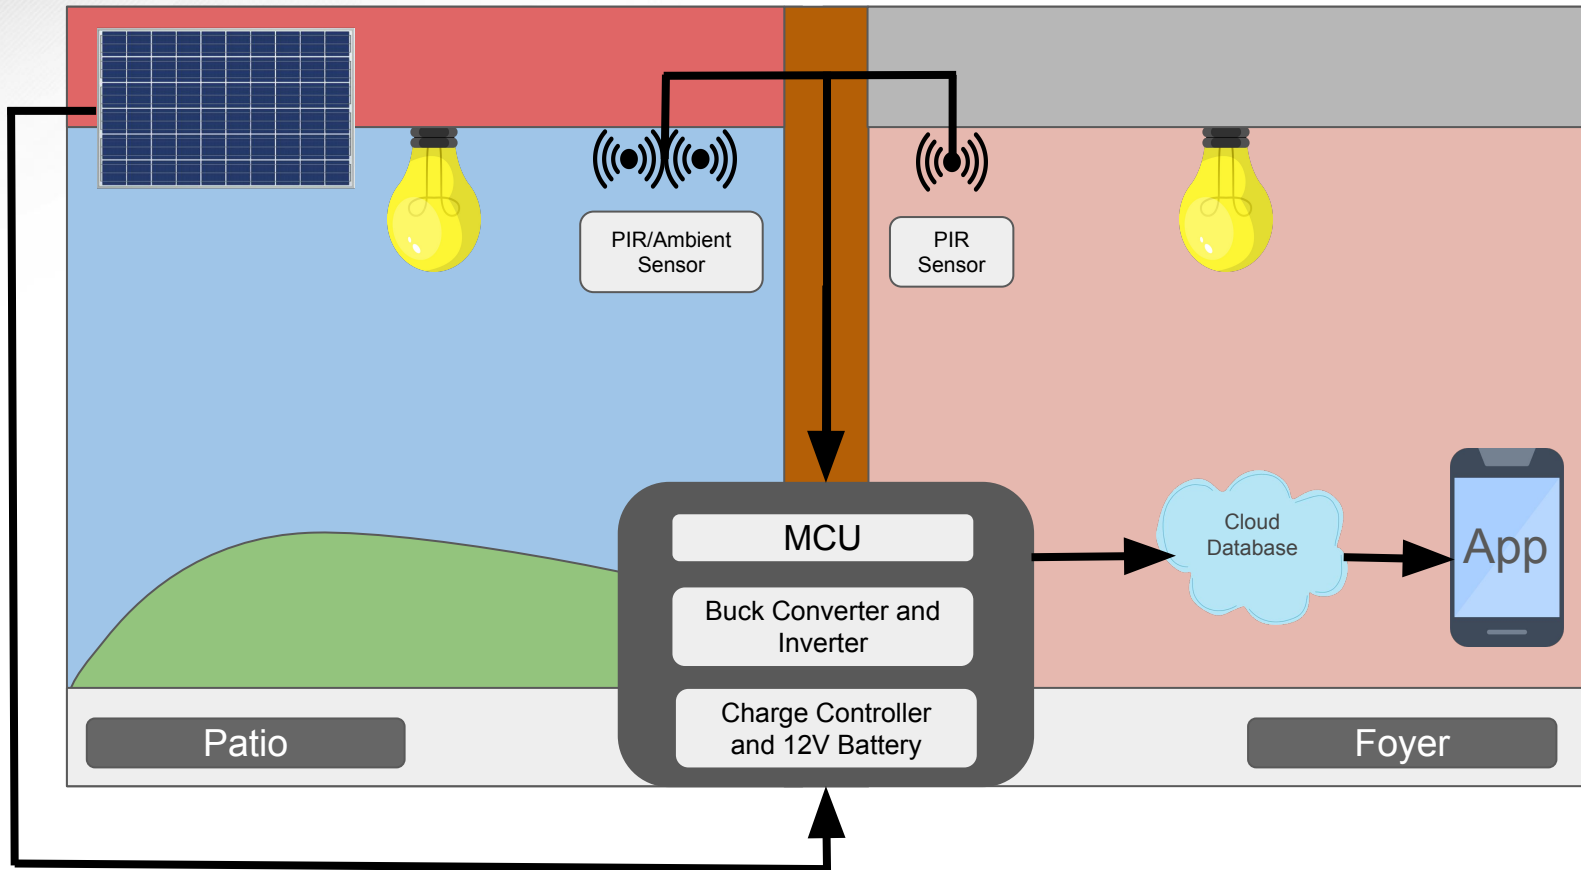 PIR/Ambient
Sensor
PIR
Sensor
MCU
Buck Converter and
Inverter
Charge Controller
and 12V Battery
Cloud
Database
App
Patio
Foyer